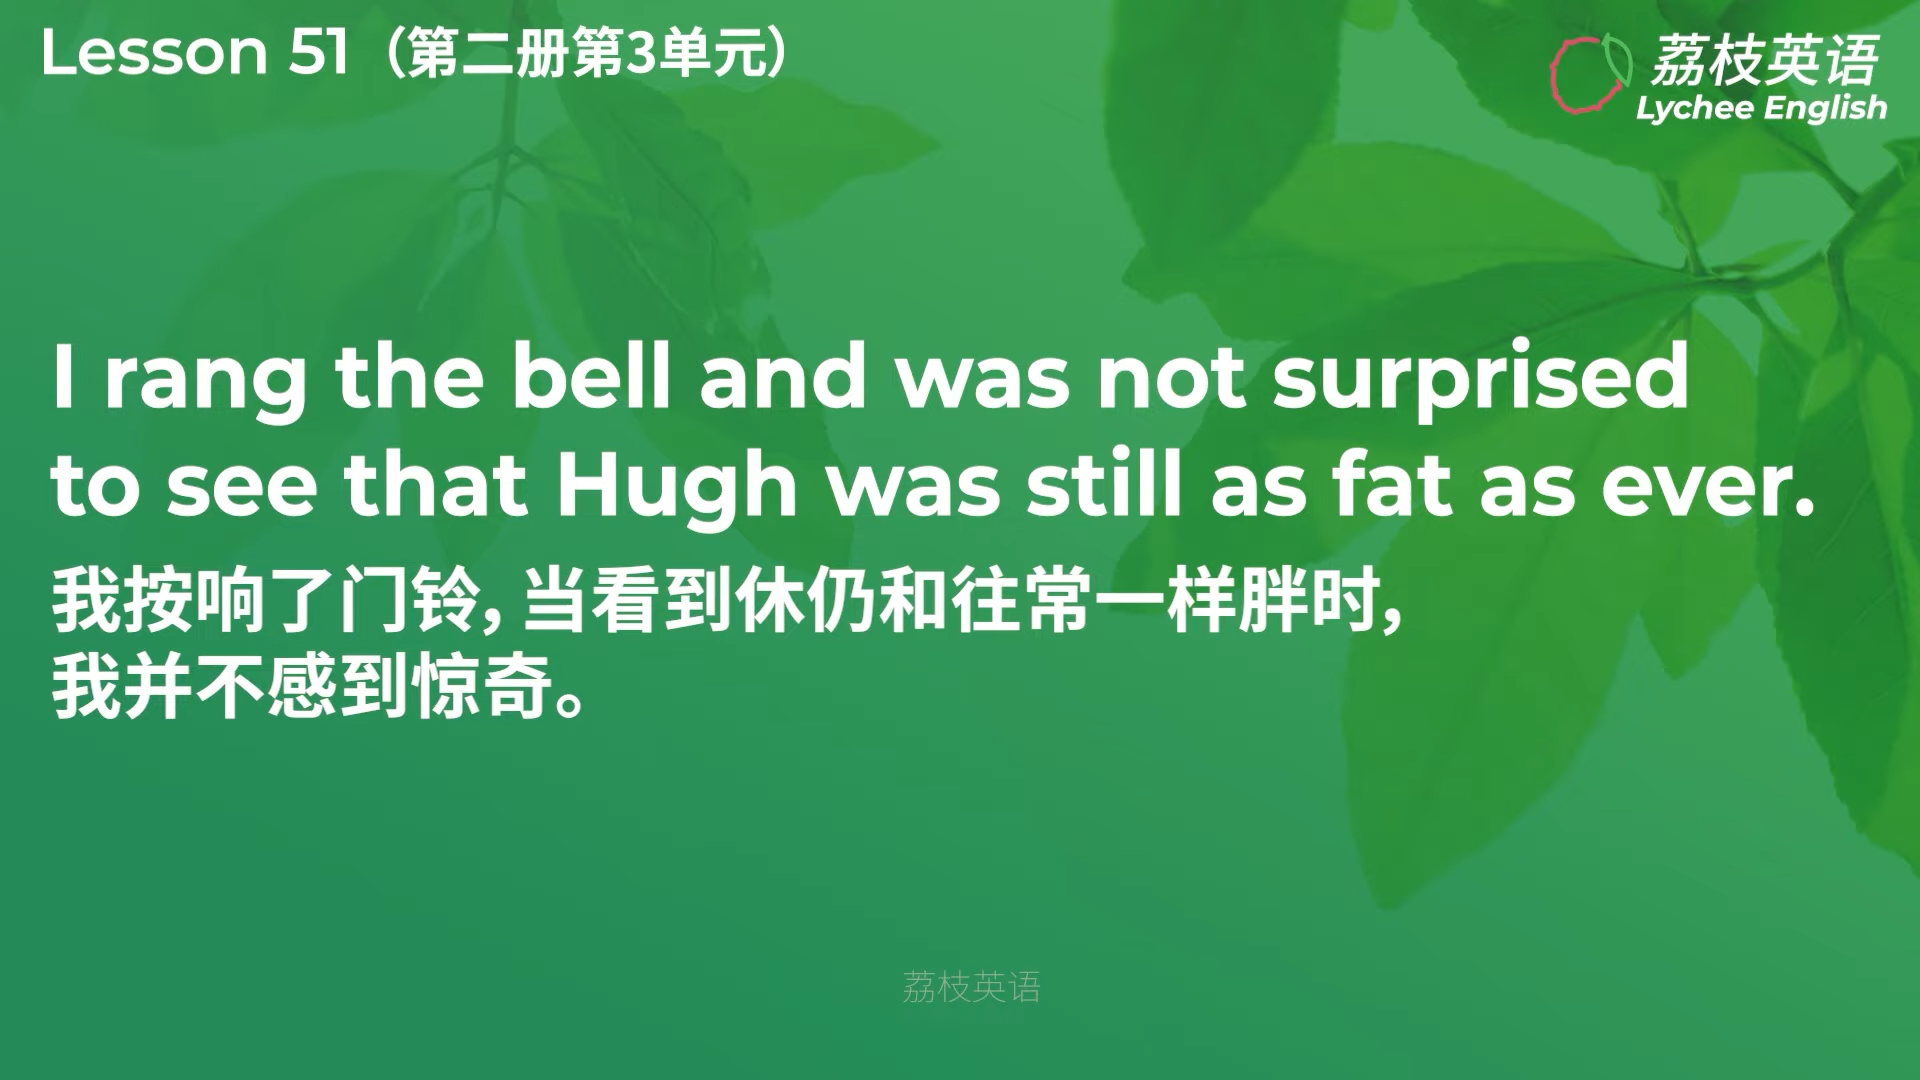 Lesson 51（第二册第3单元）
荔枝英语
Lychee English
I rang the bell and was not surprised
to see that Hugh was still as fat as ever.
我按响了门铃,当看到休仍和往常一样胖时,
我并不感到惊奇。
荔枝英语